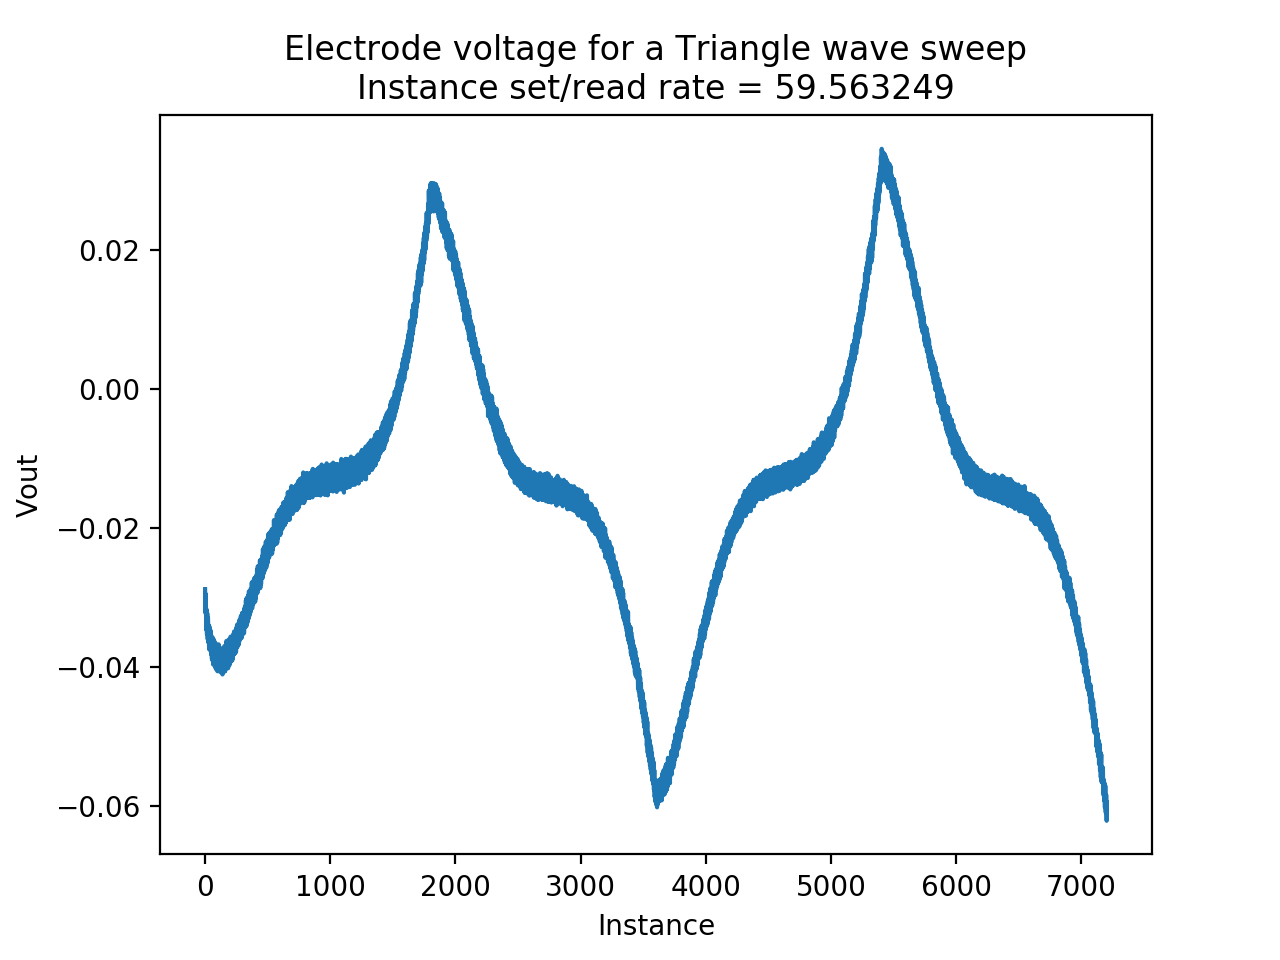 Electrode voltage for a Triangle wave sweep
Instance set/read rate = 59.563249
Vout
0.02
0.00
−0.02
−0.04
−0.06
0 1000 2000 3000 4000 5000 6000 7000
Instance